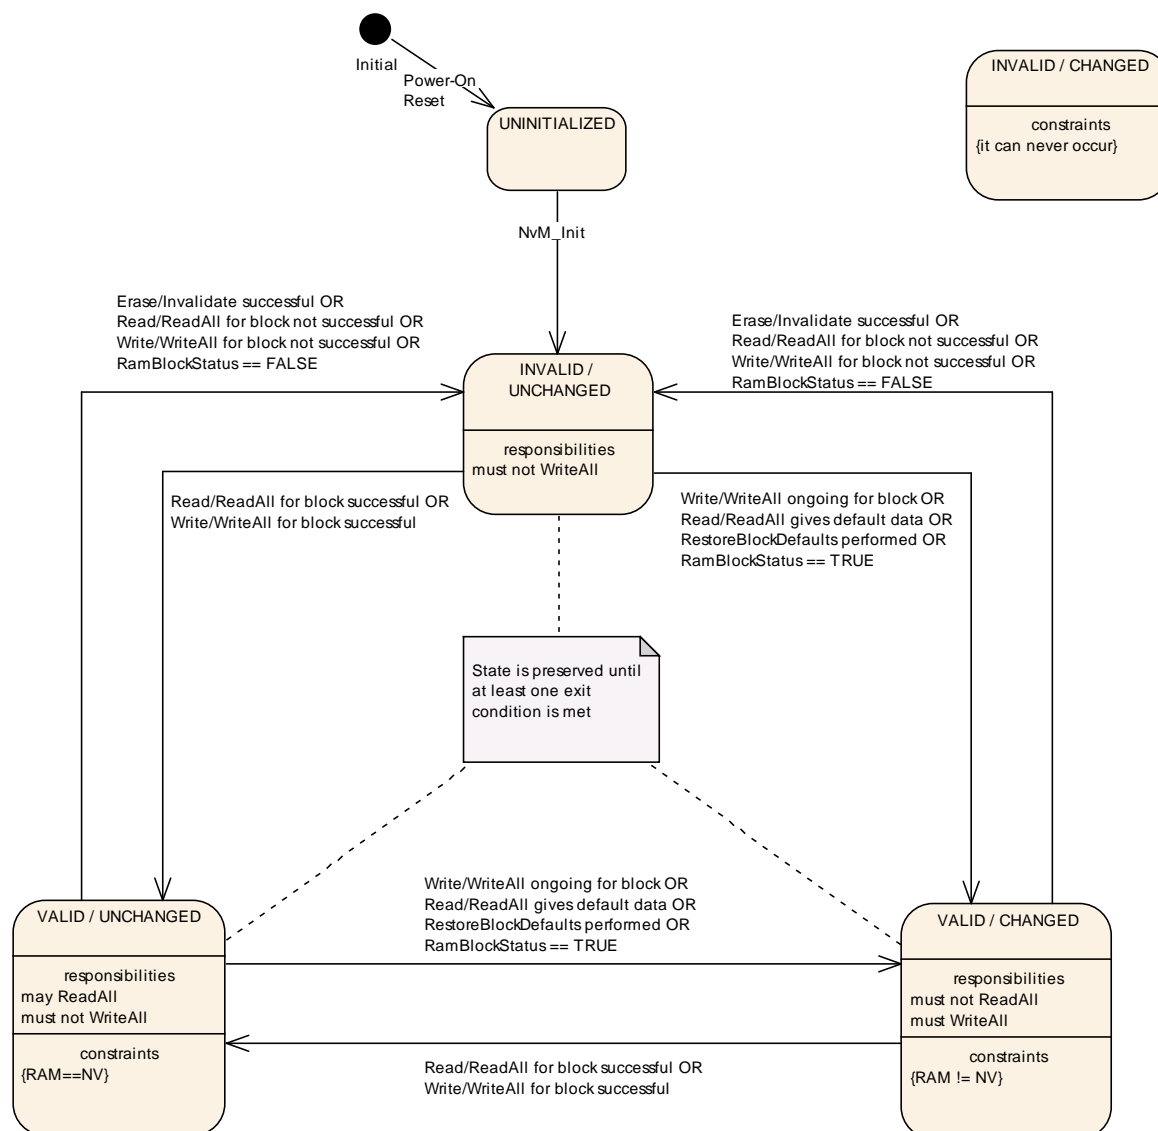 Initial
Power-On
Reset
UNINITIALIZED
INVALID / CHANGED
constraints
{it can never occur}
NvM_Init
Erase/Invalidate successful OR
Read/ReadAll for block not successful OR
Write/WriteAll for block not successful OR
RamBlockStatus == FALSE
Erase/Invalidate successful OR
Read/ReadAll for block not successful OR
Write/WriteAll for block not successful OR
RamBlockStatus == FALSE
INVALID /
UNCHANGED
responsibilities
must not WriteAll
Read/ReadAll for block successful OR
Write/WriteAll for block successful
Write/WriteAll ongoing for block OR
Read/ReadAll gives default data OR
RestoreBlockDefaults performed OR
RamBlockStatus == TRUE
State is preserved until
at least one exit
condition is met
VALID / UNCHANGED
responsibilities
may ReadAll
must not WriteAll
constraints
{RAM==NV}
Write/WriteAll ongoing for block OR
Read/ReadAll gives default data OR
RestoreBlockDefaults performed OR
RamBlockStatus == TRUE
VALID / CHANGED
responsibilities
must not ReadAll
must WriteAll
constraints
{RAM != NV}
Read/ReadAll for block successful OR
Write/WriteAll for block successful